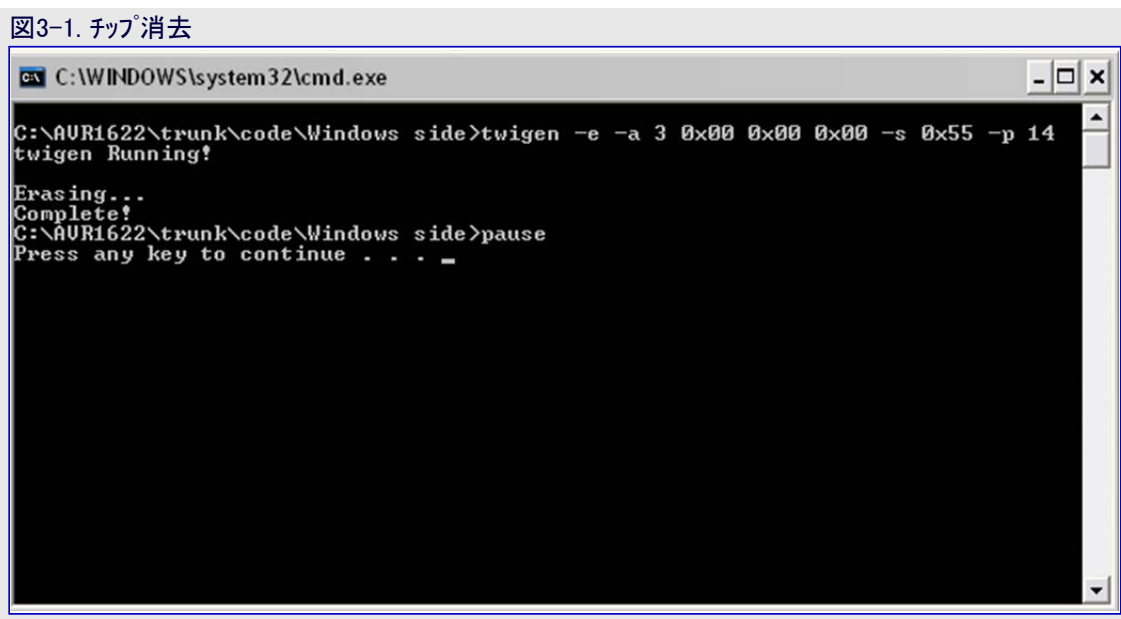 図3-1. チップ消去
C:\WINDOWS\system32\cmd.exe
C:\AVR1622\trunk\code\Windows side>twigen -e -a 3 0x00 0x00 0x00 -s 0x55 -p 14
twigen Running!
Erasing...
Complete!
C:\AVR1622\trunk\code\Windows side>pause
Press any key to continue . . . _